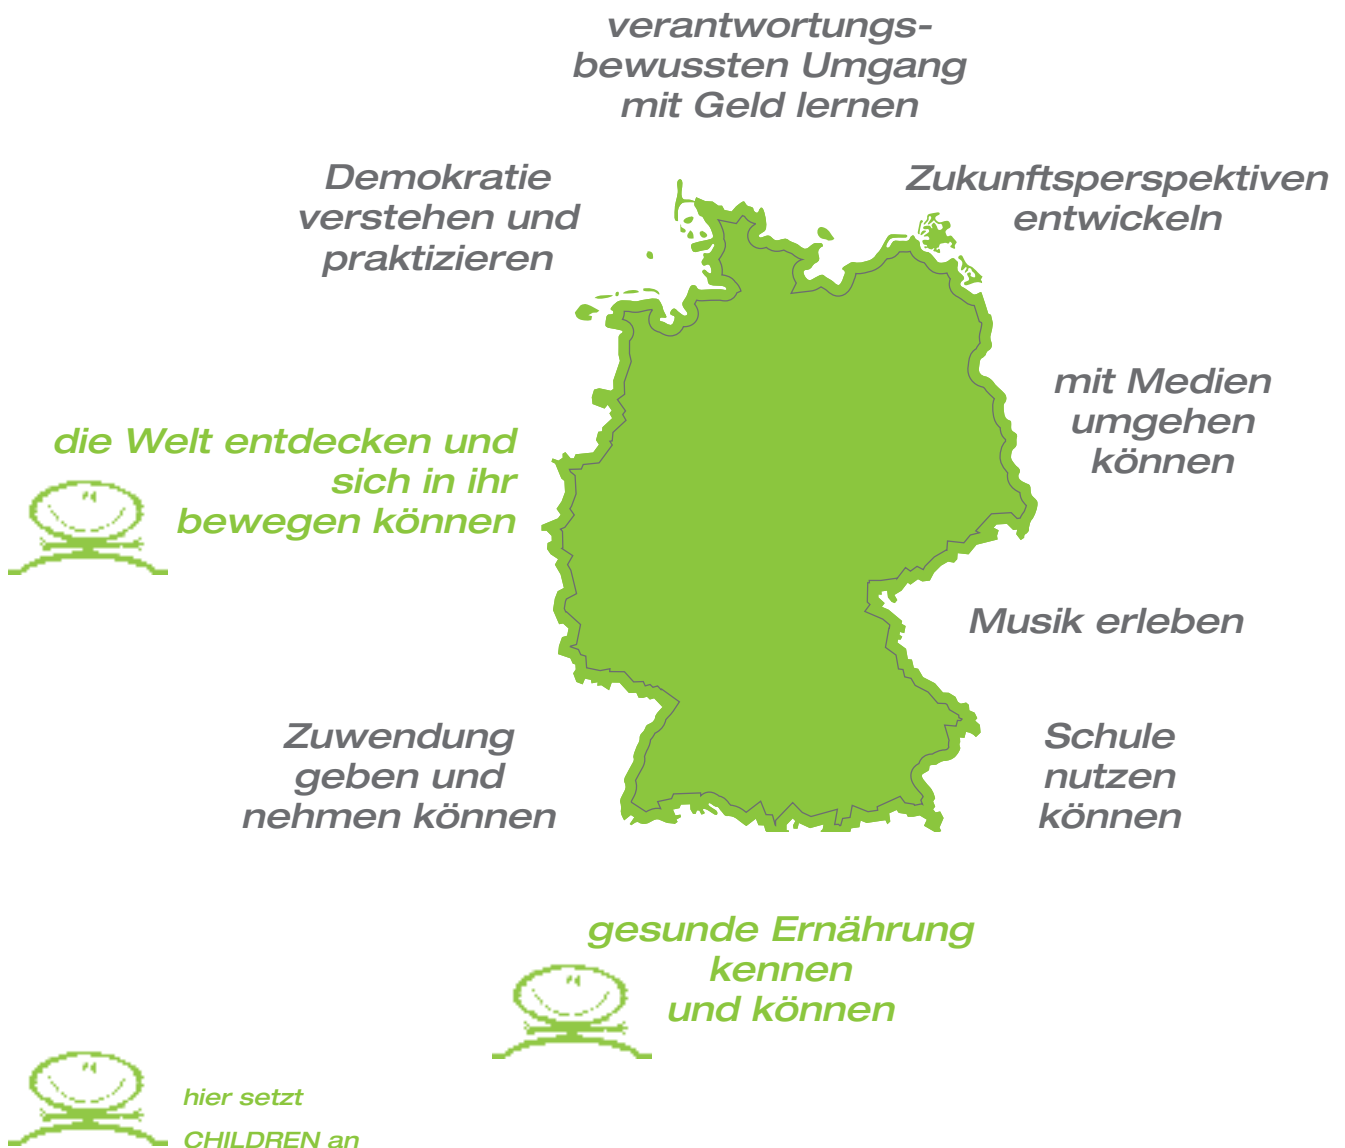 verantwortungs-
bewussten Umgang
mit Geld lernen
Demokratie
verstehen und
praktizieren
Zukunftsperspektiven
entwickeln
mit Medien
umgehen
können
die Welt entdecken und
sich in ihr
bewegen können
Musik erleben
Zuwendung
geben und
nehmen können
Schule
nutzen
können
gesunde Ernährung
kennen
und können
hier setzt
CHILDREN an